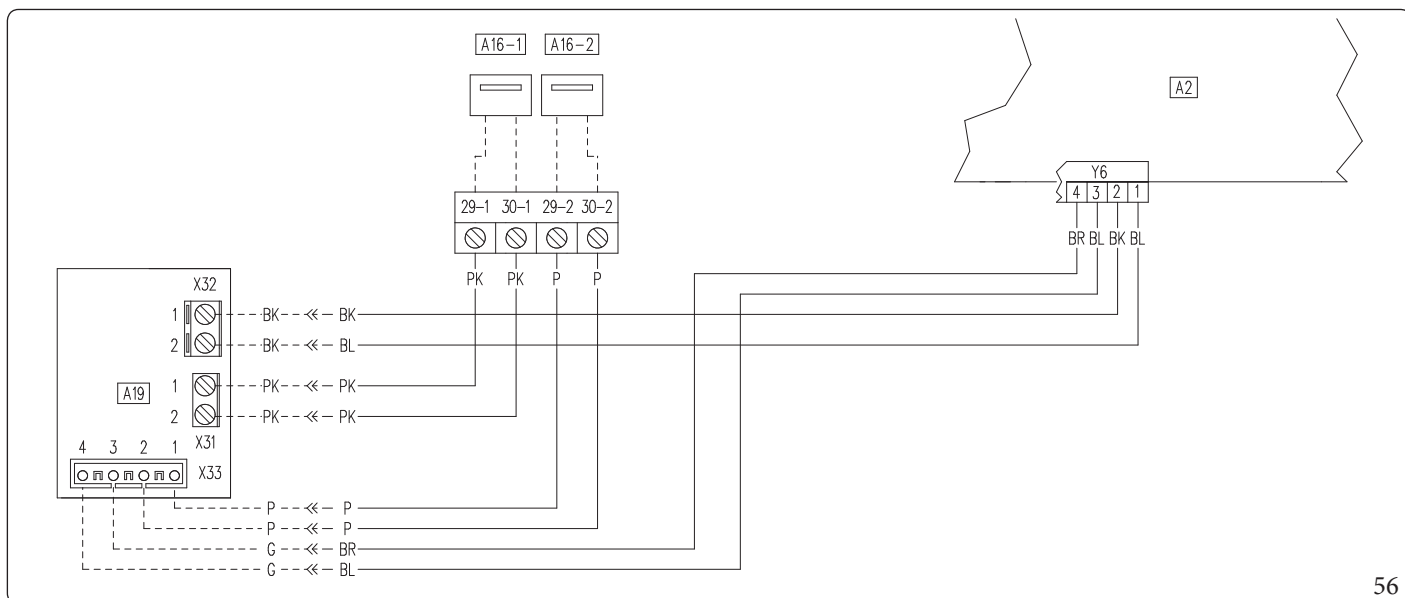 A16-1 A16-2
A2
Y6
4 3 2 1
29-1 30-1 29-2 30-2
BR BL BK BL
PK PK P P
X32
1 BK BK
2 BK BL
A19
1 PK PK
2 PK PK
X31
4 3 2 1
X33
P P
P P
G BR
G BL
56